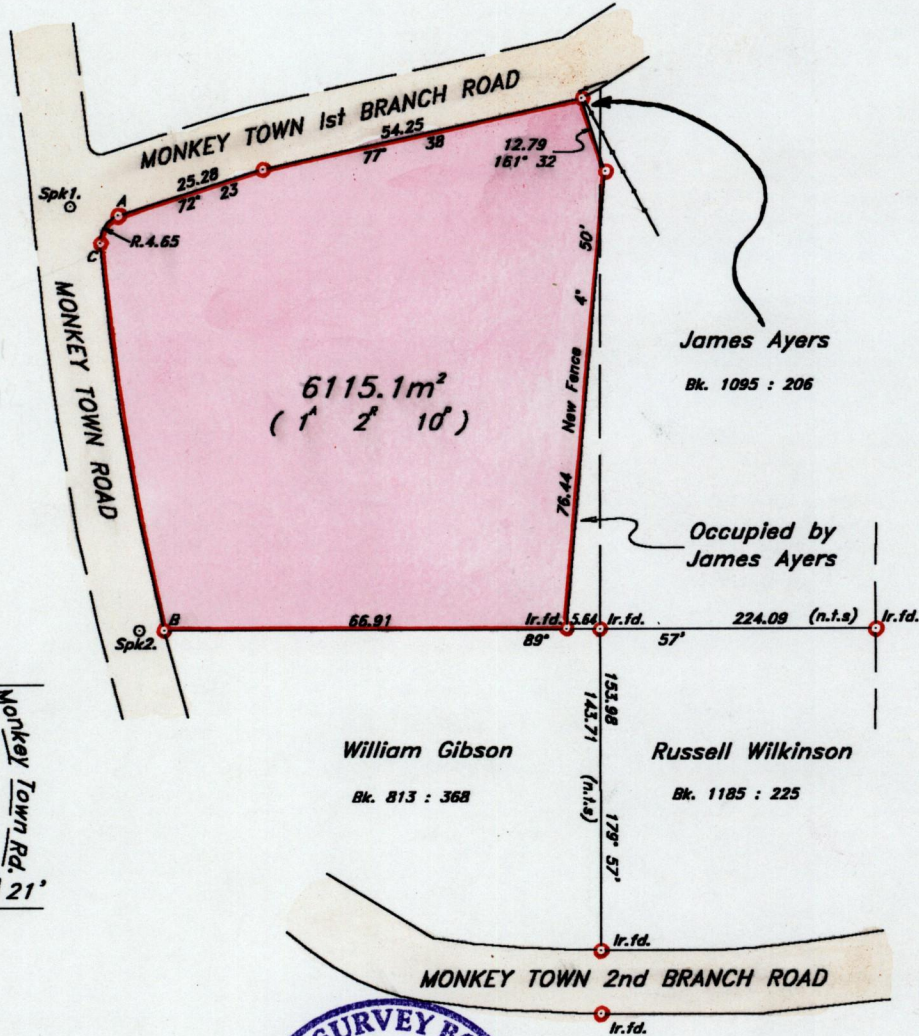 MONKEY TOWN 1st BRANCH ROAD
54.25
77° 38
25.28
72° 23
12.79
161° 32
Spk1.
A
R.4.65
C
MONKEY TOWN ROAD
50'
4°
New Fence
76.44
James Ayers
Bk. 1095 : 206
6115.1m²
( 1ᴬ 2ᴿ 10ᴾ )
Occupied by
James Ayers
B
Spk2.
66.91
Ir.fd.
5.64
Ir.fd.
224.09 (n.t.s)
Ir.fd.
89° 57'
153.98
143.71 (n.t.s)
179° 57'
William Gibson
Bk. 813 : 368
Russell Wilkinson
Bk. 1185 : 225
Monkey Town Rd.
21'
Ir.fd.
MONKEY TOWN 2nd BRANCH ROAD
Ir.fd.
SURVEY